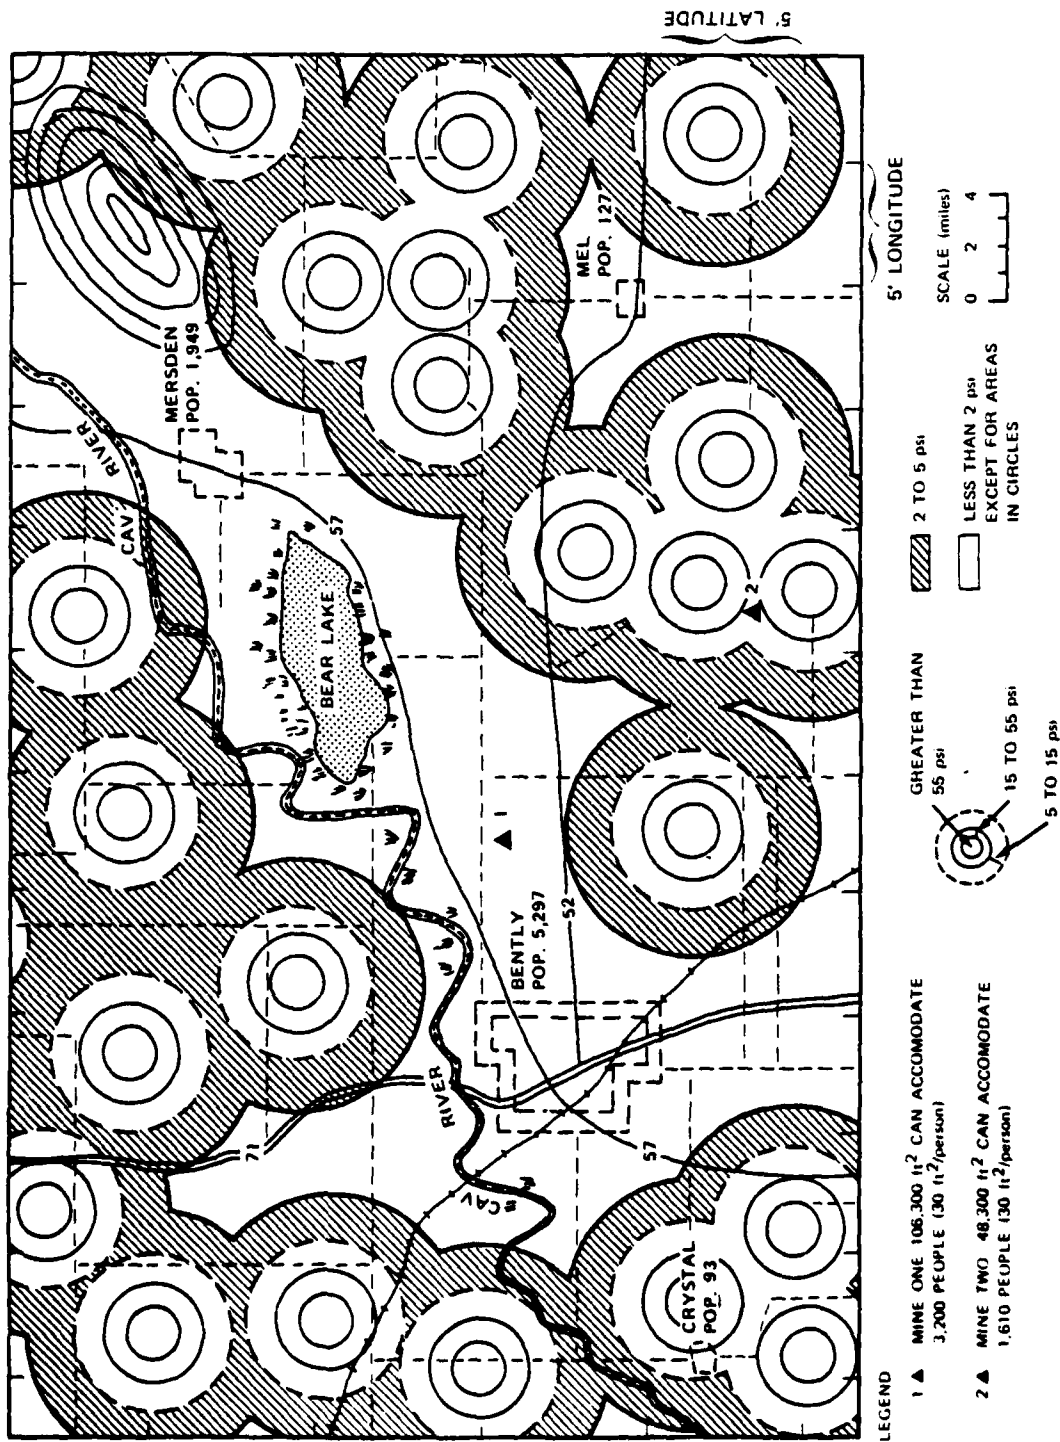 5' LATITUDE
RIVER
CAV
MERSDEN
POP. 1,949
57
BEAR LAKE
MEL
POP. 127
1
2
BENTLY
POP. 5,297
52
71
RIVER
CAV
57
CRYSTAL
POP. 93
5' LONGITUDE
LEGEND
1 ▲ MINE ONE 106,300 ft² CAN ACCOMODATE
3,200 PEOPLE (30 ft²/person)
2 ▲ MINE TWO 48,300 ft² CAN ACCOMODATE
1,610 PEOPLE (30 ft²/person)
GREATER THAN
55 psi
15 TO 55 psi
5 TO 15 psi
2 TO 5 psi
LESS THAN 2 psi
EXCEPT FOR AREAS
IN CIRCLES
SCALE (miles)
0 2 4